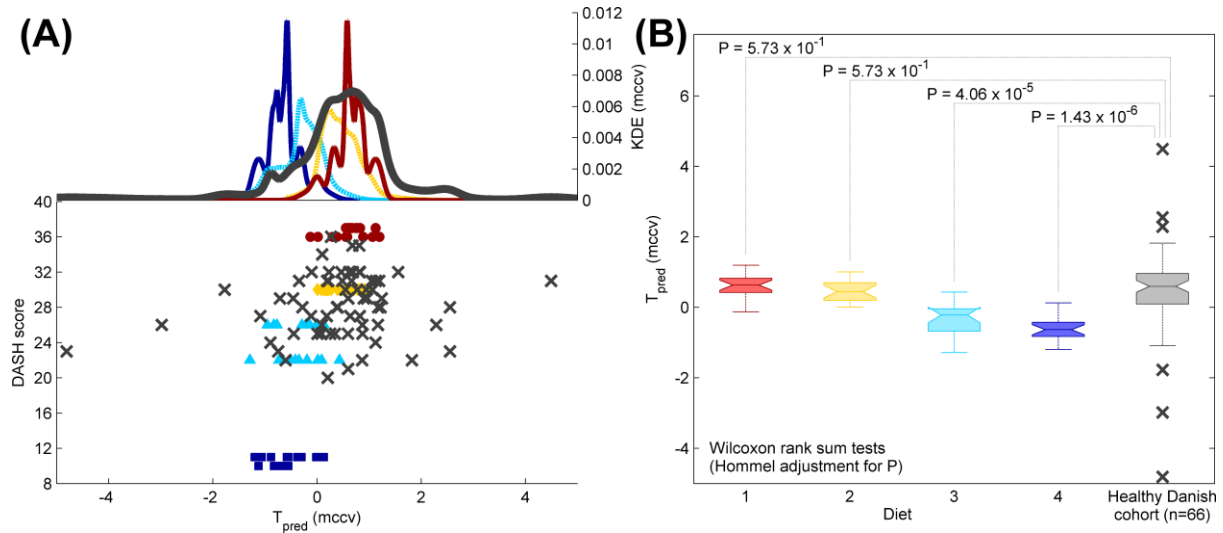 (A)
0.012
0.01
0.008
0.006
0.004
0.002
0
KDE (mccv)
40
36
32
28
24
20
16
12
8
DASH score
-4
-2
0
2
4
T_pred (mccv)
(B)
P = 5.73 x 10^-1
P = 5.73 x 10^-1
P = 4.06 x 10^-5
P = 1.43 x 10^-6
6
4
2
0
-2
-4
T_pred (mccv)
Wilcoxon rank sum tests
(Hommel adjustment for P)
1
2
3
4
Diet
Healthy Danish
cohort (n=66)